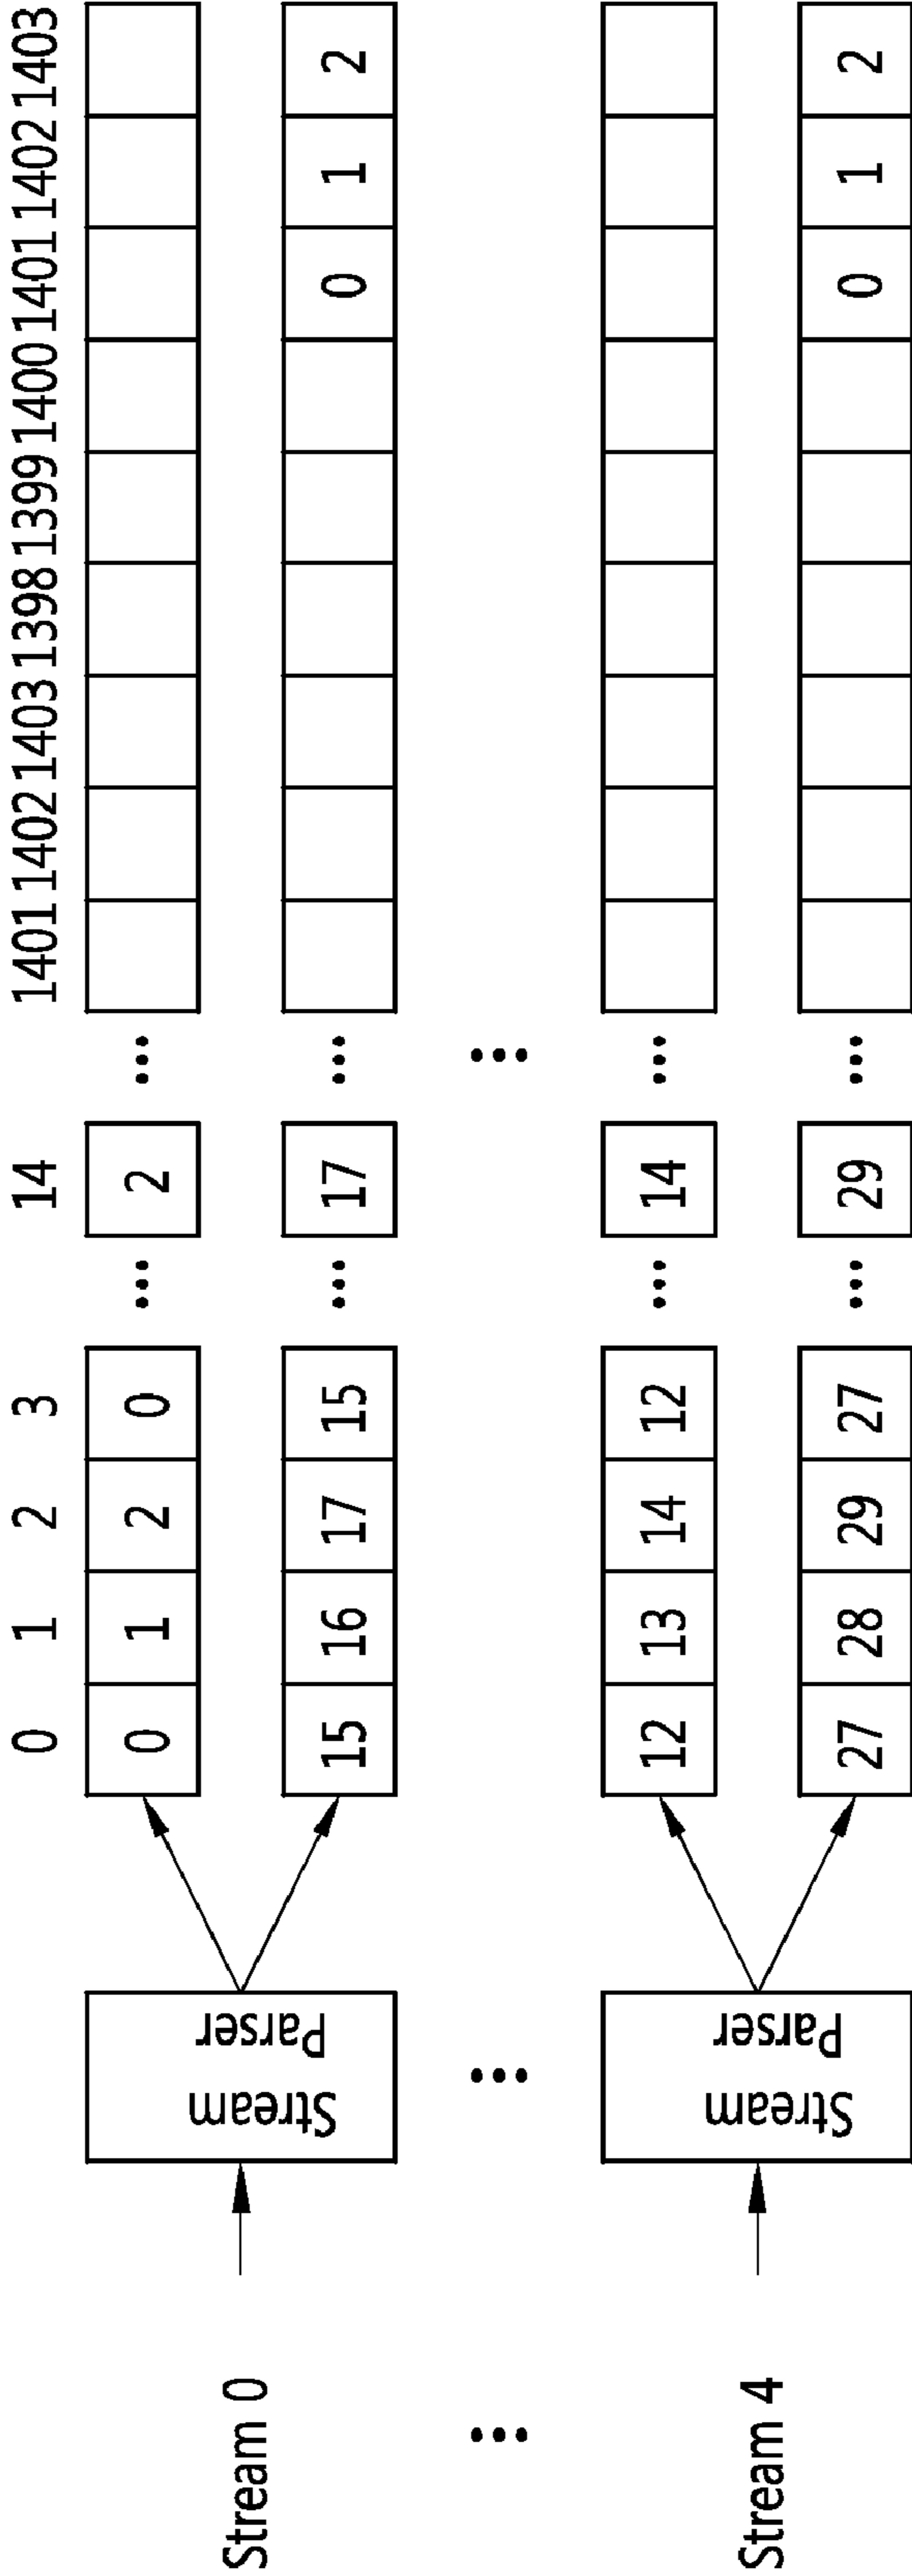 0 1 2 3 ... 14 ... 1401 1402 1403 1398 1399 1400 1401 1402 1403
0 1 2 0 ... 2 ...
Stream 0
Stream
Parser
15 16 17 15 ... 17 ... 0 1 2
... ... ...
12 13 14 12 ... 14 ...
Stream 4
Stream
Parser
27 28 29 27 ... 29 ... 0 1 2